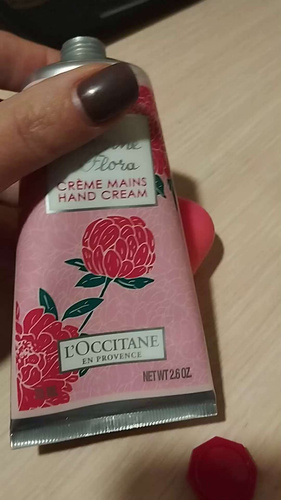 Flora
CRÈME MAINS
HAND CREAM
L'OCCITANE
EN PROVENCE
NET WT 2.6 OZ.